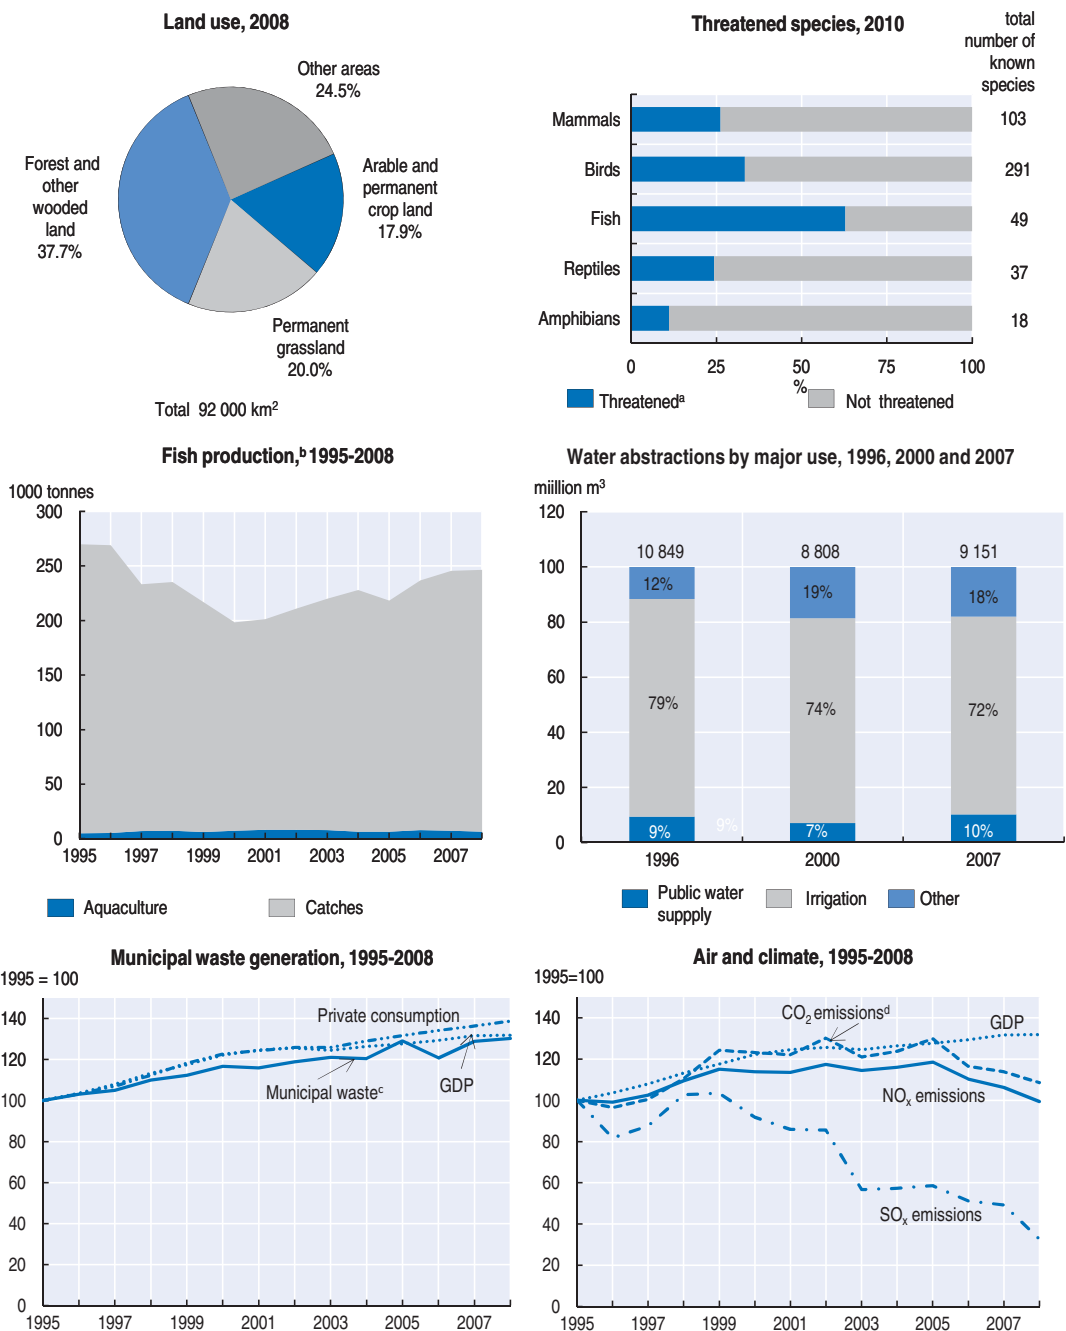 Land use, 2008
Other areas
24.5%
Forest and
other
wooded
land
37.7%
Arable and
permanent
crop land
17.9%
Permanent
grassland
20.0%
Total 92 000 km²
Threatened species, 2010
total
number of
known
species
Mammals
103
Birds
291
Fish
49
Reptiles
37
Amphibians
18
0 25 50 75 100
%
Threatenedᵃ
Not threatened
Fish production,ᵇ 1995-2008
1000 tonnes
300
250
200
150
100
50
0
1995 1997 1999 2001 2003 2005 2007
Aquaculture
Catches
Water abstractions by major use, 1996, 2000 and 2007
miillion m³
120
100
80
60
40
20
0
10 849 8 808 9 151
12% 19% 18%
79% 74% 72%
9% 9% 7% 10%
1996 2000 2007
Public water
suppply
Irrigation
Other
Municipal waste generation, 1995-2008
1995 = 100
140
120
100
80
60
40
20
0
Private consumption
Municipal wasteᶜ
GDP
1995 1997 1999 2001 2003 2005 2007
Air and climate, 1995-2008
1995=100
140
120
100
80
60
40
20
0
CO₂ emissionsᵈ
GDP
NOₓ emissions
SOₓ emissions
1995 1997 1999 2001 2003 2005 2007